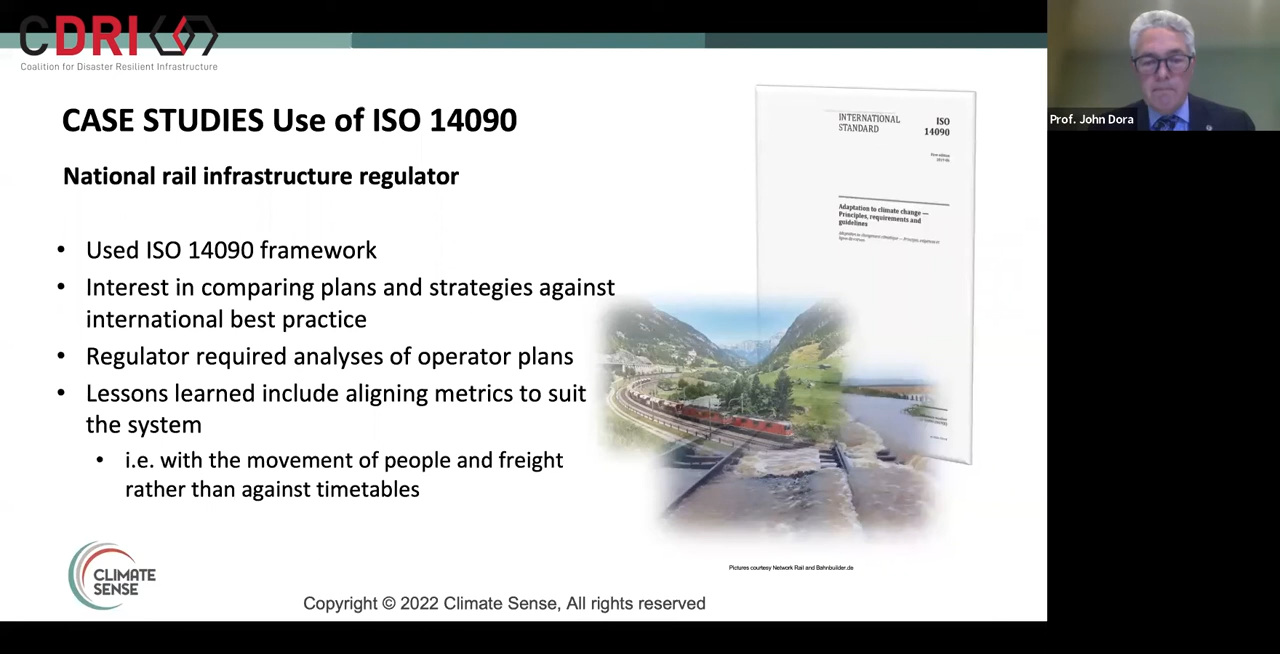 CDRI
Coalition for Disaster Resilient Infrastructure
CASE STUDIES Use of ISO 14090
National rail infrastructure regulator
• Used ISO 14090 framework
• Interest in comparing plans and strategies against
international best practice
• Regulator required analyses of operator plans
• Lessons learned include aligning metrics to suit
the system
• i.e. with the movement of people and freight
rather than against timetables
INTERNATIONAL
STANDARD
ISO
14090
Adaptation to climate change —
Principles, requirements and
guidelines
Pictures courtesy Network Rail and Bahnbuilder.de
CLIMATE
SENSE
Copyright © 2022 Climate Sense, All rights reserved
Prof. John Dora